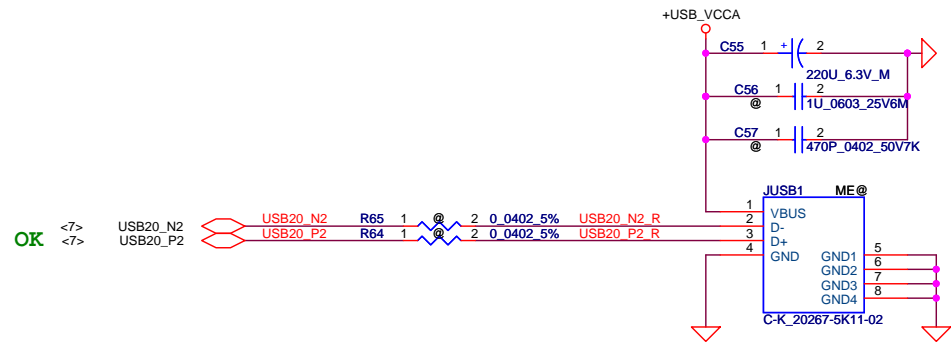 +USB_VCCA
C55 1 + 2
220U_6.3V_M
C56 1 2
@ 1U_0603_25V6M
C57 1 2
@ 470P_0402_50V7K
JUSB1 ME@
<7> USB20_N2 USB20_N2 R65 1 @ 2 0_0402_5% USB20_N2_R
OK <7> USB20_P2 USB20_P2 R64 1 @ 2 0_0402_5% USB20_P2_R
1 VBUS
2 D-
3 D+
4 GND
GND1 5
GND2 6
GND3 7
GND4 8
C-K_20267-5K11-02